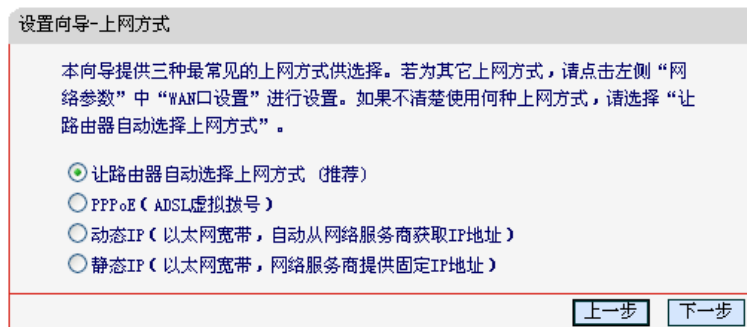 设置向导-上网方式
本向导提供三种最常见的上网方式供选择。若为其它上网方式，请点击左侧“网
络参数”中“WAN口设置”进行设置。如果不清楚使用何种上网方式，请选择“让
路由器自动选择上网方式”。
让路由器自动选择上网方式（推荐）
PPPoE（ADSL虚拟拨号）
动态IP（以太网宽带，自动从网络服务商获取IP地址）
静态IP（以太网宽带，网络服务商提供固定IP地址）
上一步 下一步